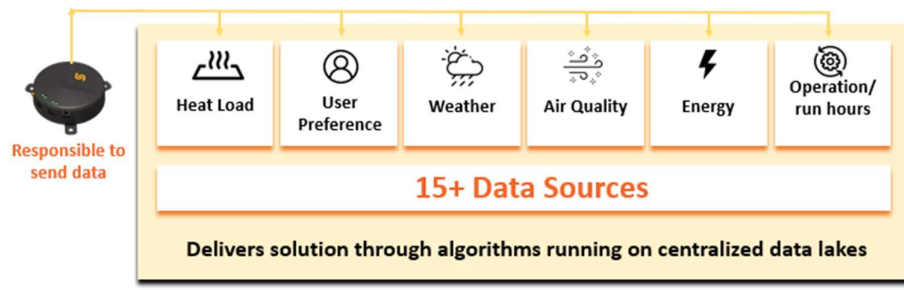 Heat Load
User
Preference
Weather
Air Quality
Energy
Operation/
run hours
Responsible to
send data
15+ Data Sources
Delivers solution through algorithms running on centralized data lakes